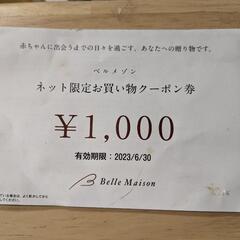 赤ちゃんに出会うまでの日々を過ごす、あなたへの贈り物です。
ベルメゾン
ネット限定お買い物クーポン券
￥1,000
有効期限：2023/6/30
Belle Maison